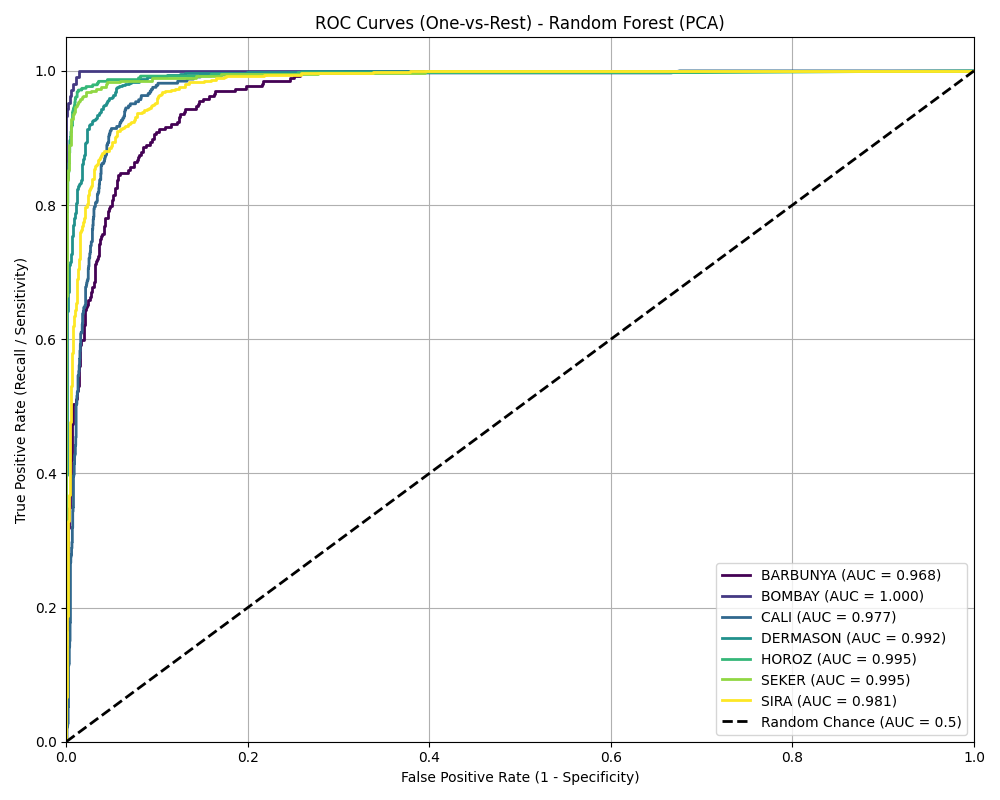 ROC Curves (One-vs-Rest) - Random Forest (PCA)
True Positive Rate (Recall / Sensitivity)
1.0
0.8
0.6
0.4
0.2
0.0
0.0 0.2 0.4 0.6 0.8 1.0
False Positive Rate (1 - Specificity)
BARBUNYA (AUC = 0.968)
BOMBAY (AUC = 1.000)
CALI (AUC = 0.977)
DERMASON (AUC = 0.992)
HOROZ (AUC = 0.995)
SEKER (AUC = 0.995)
SIRA (AUC = 0.981)
Random Chance (AUC = 0.5)